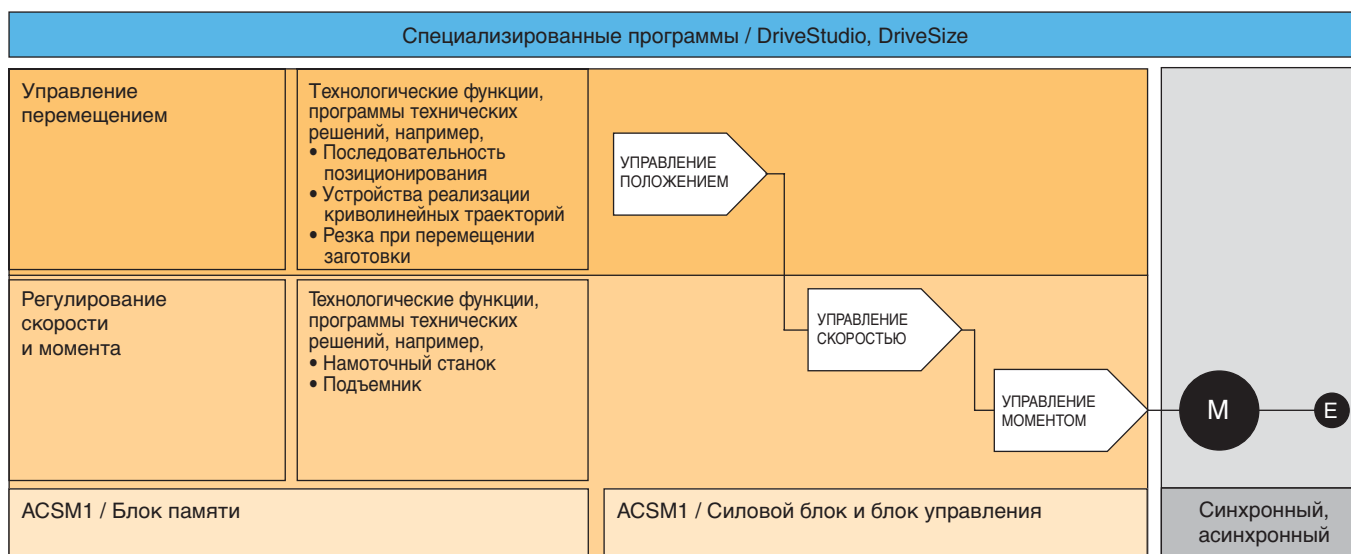 Специализированные программы / DriveStudio, DriveSize
Управление
перемещением
Технологические функции,
программы технических
решений, например,
• Последовательность
позиционирования
• Устройства реализации
криволинейных траекторий
• Резка при перемещении
заготовки
УПРАВЛЕНИЕ
ПОЛОЖЕНИЕМ
Регулирование
скорости
и момента
Технологические функции,
программы технических
решений, например,
• Намоточный станок
• Подъемник
УПРАВЛЕНИЕ
СКОРОСТЬЮ
УПРАВЛЕНИЕ
МОМЕНТОМ
M
E
ACSM1 / Блок памяти
ACSM1 / Силовой блок и блок управления
Синхронный,
асинхронный